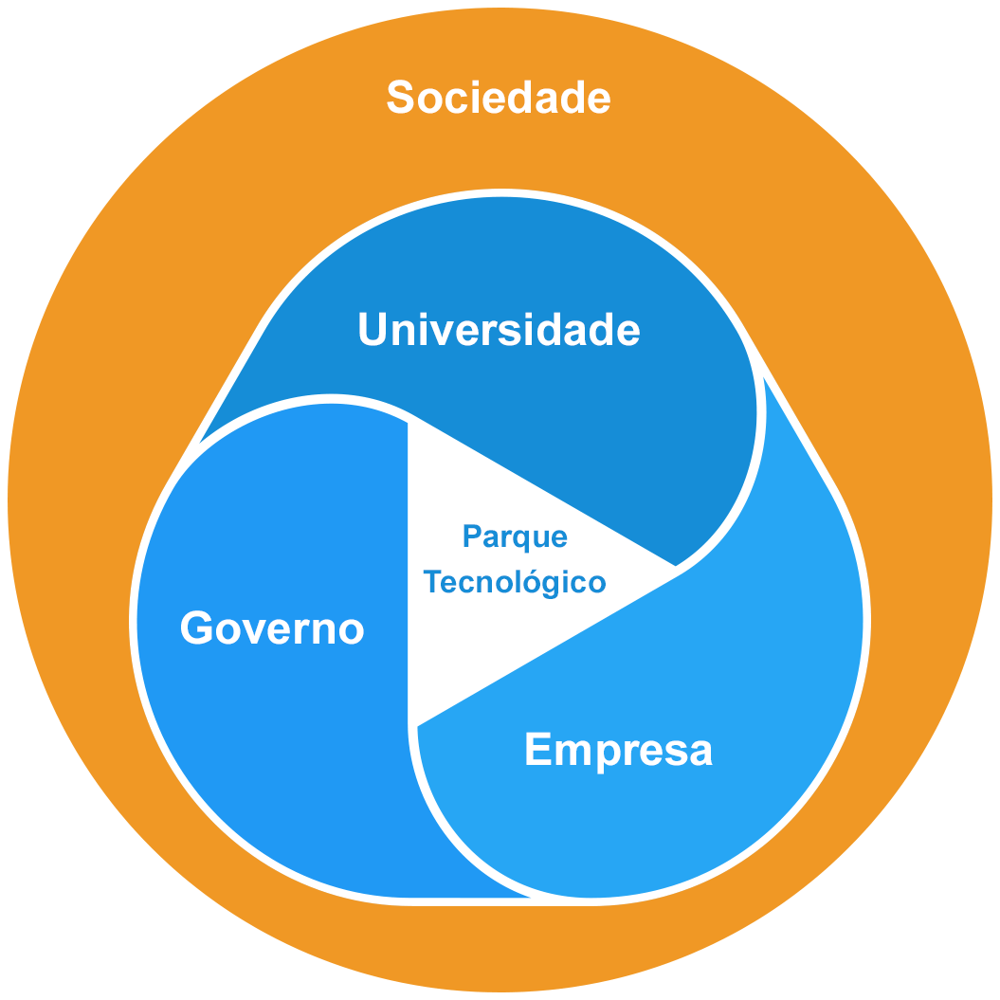 Sociedade
Universidade
Parque
Tecnológico
Governo
Empresa